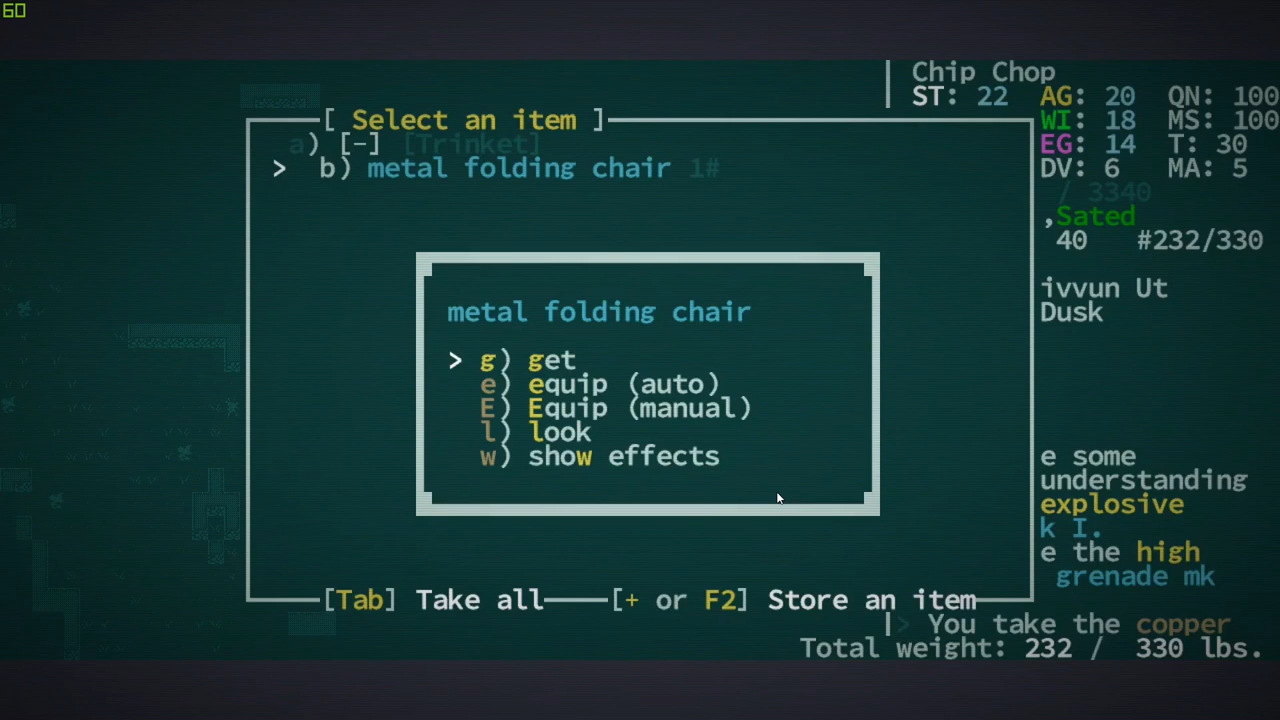 60
Chip Chop
ST: 22 AG: 20 QN: 100
[ Select an item ] WI: 18 MS: 100
a) [-] [Trinket] EG: 14 T: 30
> b) metal folding chair 1# DV: 6 MA: 5
/ 3340
,Sated
40 #232/330
ivvun Ut
metal folding chair Dusk
> g) get
e) equip (auto)
E) Equip (manual)
l) look
w) show effects e some
understanding
explosive
k I.
e the high
grenade mk
[Tab] Take all [+ or F2] Store an item
> You take the copper
Total weight: 232 / 330 lbs.